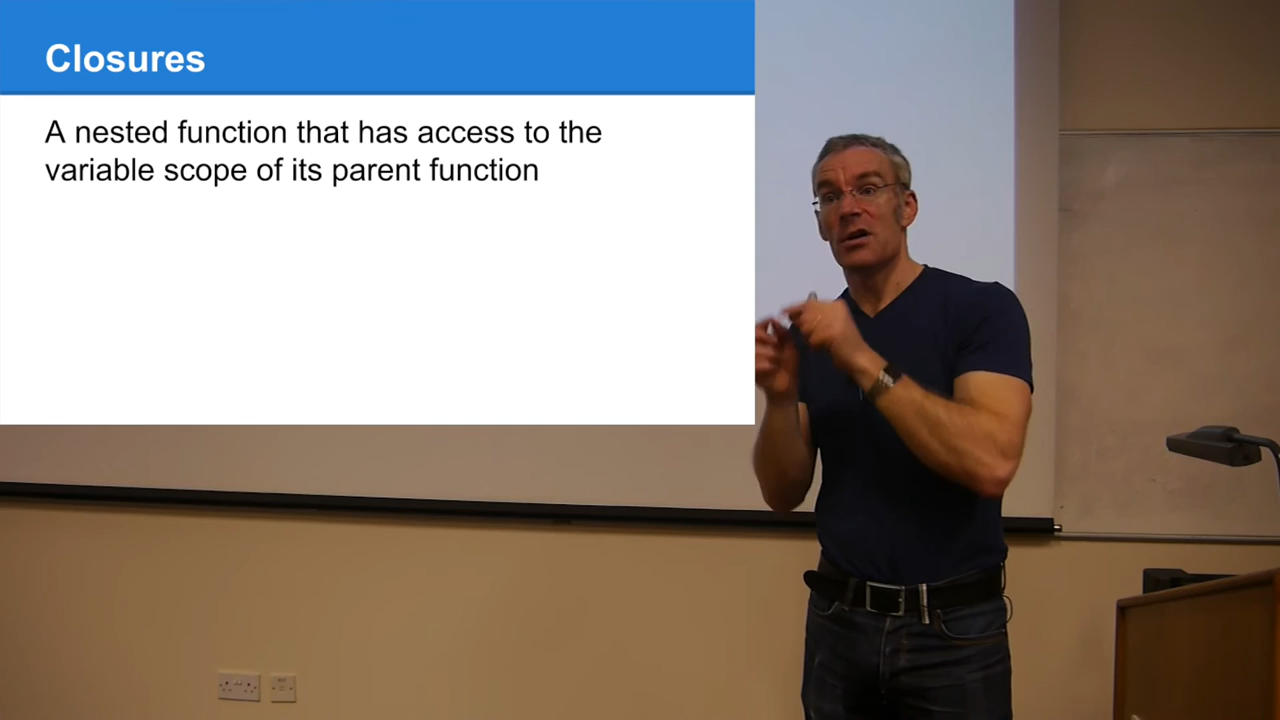 Closures
A nested function that has access to the
variable scope of its parent function